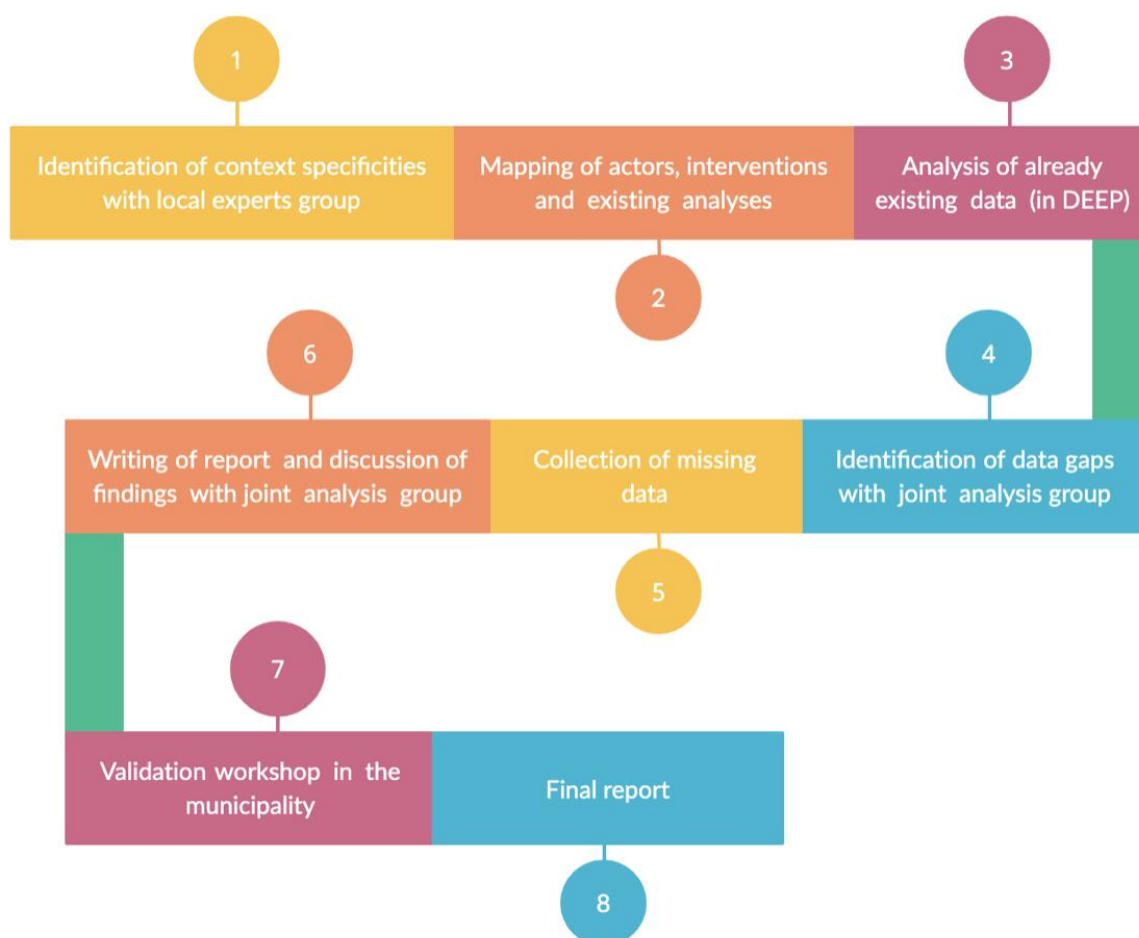 1
3
Identification of context specificities
with local experts group
Mapping of actors, interventions
and existing analyses
Analysis of already
existing data (in DEEP)
2
6
4
Writing of report and discussion of
findings with joint analysis group
Collection of missing
data
Identification of data gaps
with joint analysis group
5
7
Validation workshop in the
municipality
Final report
8